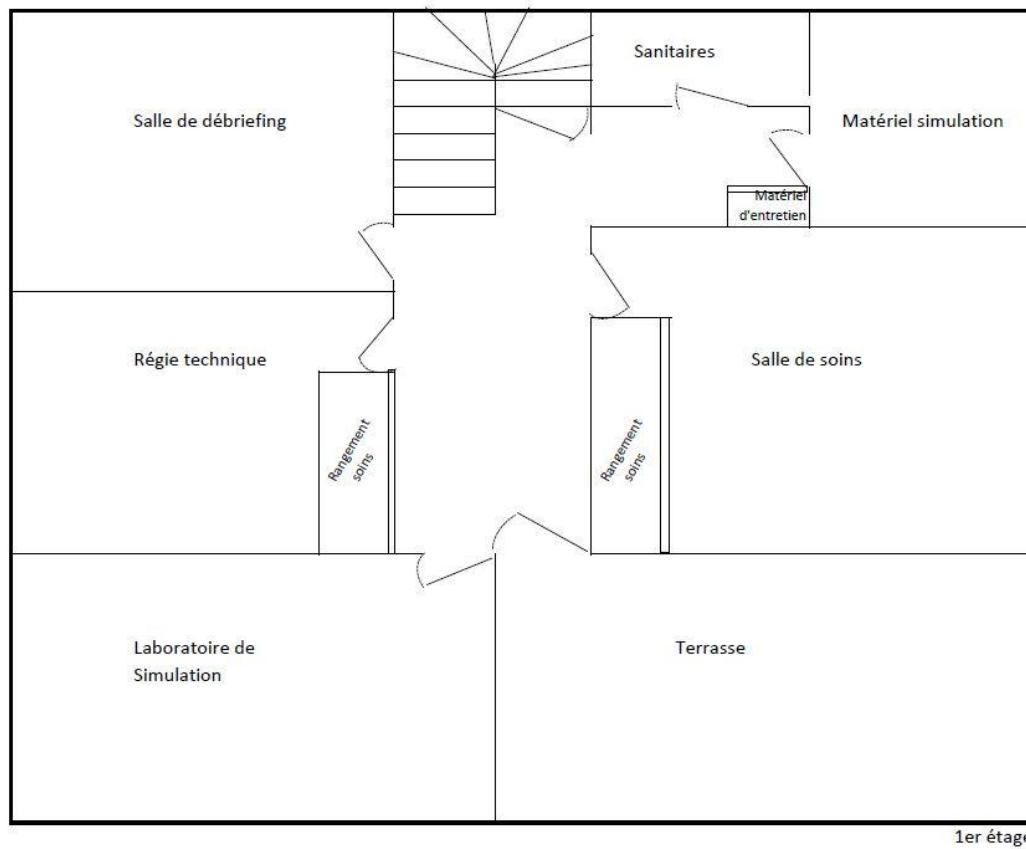 Sanitaires
Salle de débriefing
Matériel simulation
Matériel
d'entretien
Régie technique
Salle de soins
Rangement
soins
Rangement
soins
Laboratoire de
Simulation
Terrasse
1er étage